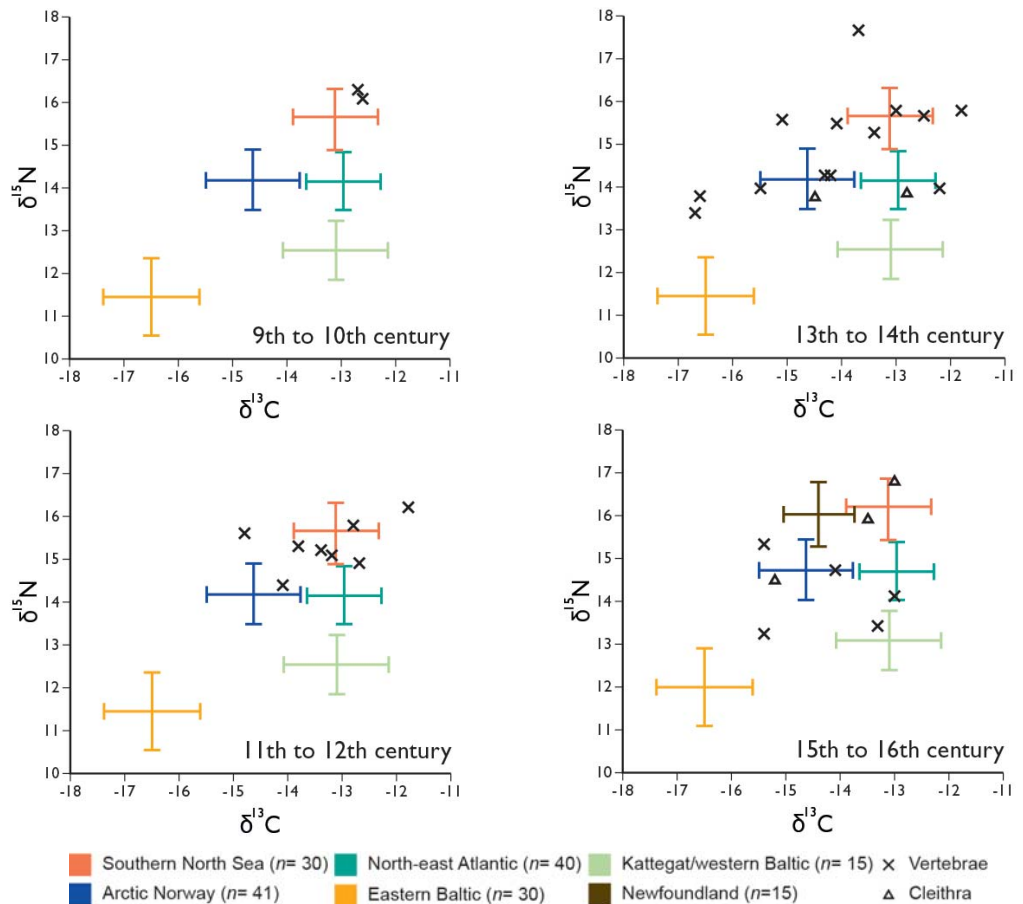 18
17
16
15
14
13
12
11
10
δ¹⁵N
-18 -17 -16 -15 -14 -13 -12 -11
δ¹³C
9th to 10th century
18
17
16
15
14
13
12
11
10
δ¹⁵N
-18 -17 -16 -15 -14 -13 -12 -11
δ¹³C
13th to 14th century
18
17
16
15
14
13
12
11
10
δ¹⁵N
-18 -17 -16 -15 -14 -13 -12 -11
δ¹³C
11th to 12th century
18
17
16
15
14
13
12
11
10
δ¹⁵N
-18 -17 -16 -15 -14 -13 -12 -11
δ¹³C
15th to 16th century
Southern North Sea (n= 30) North-east Atlantic (n= 40) Kattegat/western Baltic (n= 15) Vertebrae
Arctic Norway (n= 41) Eastern Baltic (n= 30) Newfoundland (n=15) Cleithra